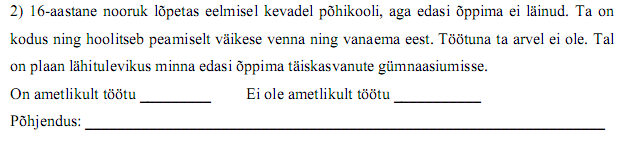 2) 16-aastane nooruk lõpetas eelmisel kevadel põhikooli, aga edasi õppima ei läinud. Ta on
kodus ning hoolitseb peamiselt väikese venna ning vanaema eest. Töötuna ta arvel ei ole. Tal
on plaan lähitulevikus minna edasi õppima täiskasvanute gümnaasiumisse.
On ametlikult töötu _________ Ei ole ametlikult töötu ___________
Põhjendus: _______________________________________________________________